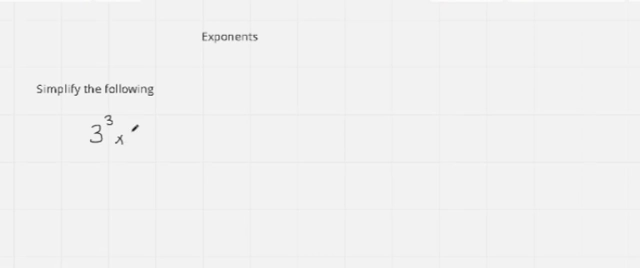 Exponents
Simplify the following
3³ x